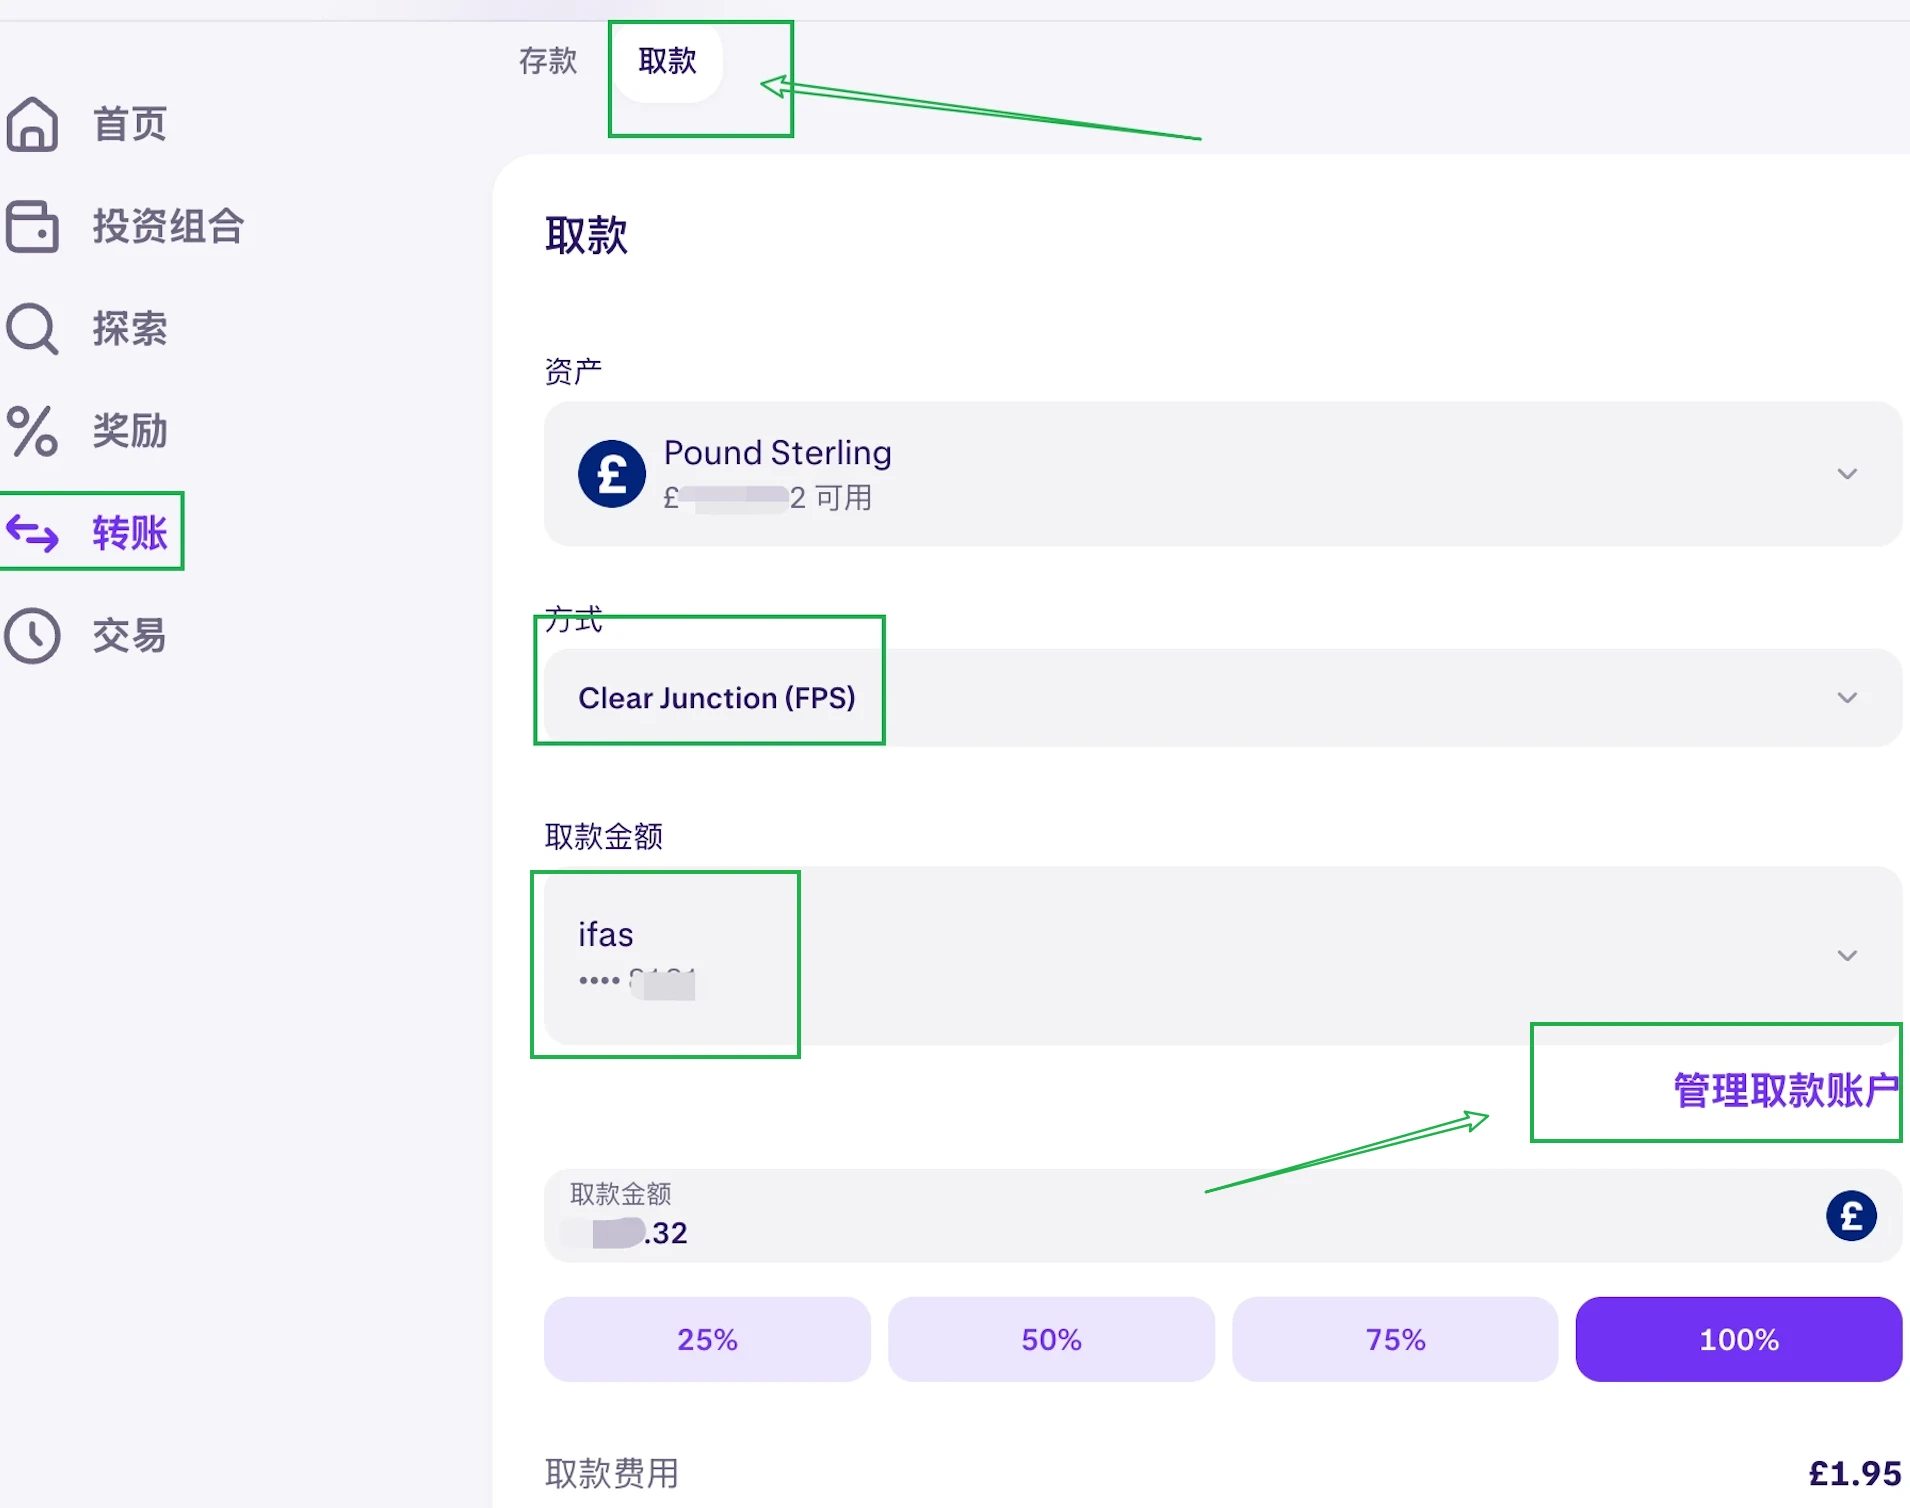 存款
取款
首页
投资组合
探索
奖励
转账
交易
取款
资产
Pound Sterling
£ 2 可用
方式
Clear Junction (FPS)
取款金额
ifas
••••
管理取款账户
取款金额
.32
25%
50%
75%
100%
取款费用
£1.95